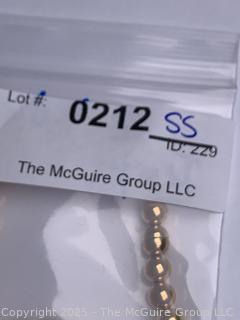 Lot #: 0212 SS
ID: 229
The McGuire Group LLC
Copyright 2025 - The McGuire Group LLC